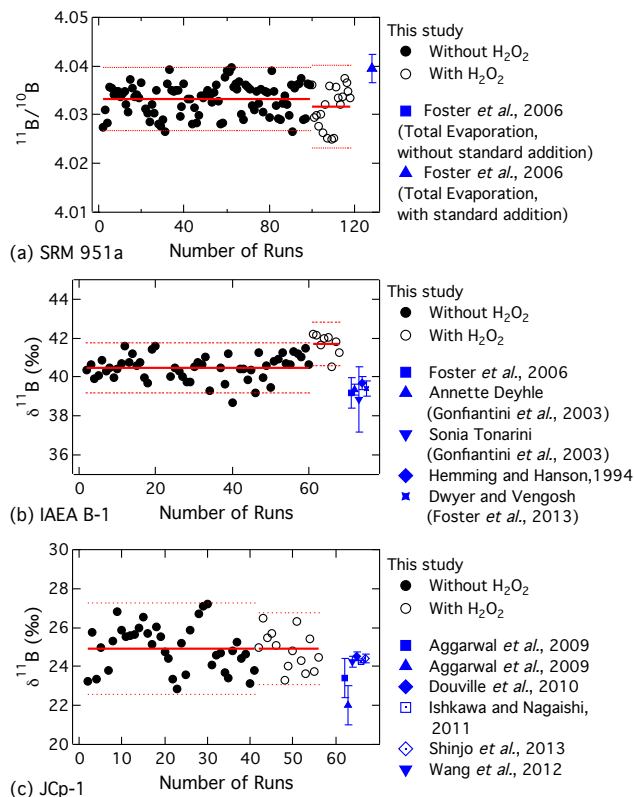 4.05
4.04
4.03
4.02
4.01
¹¹B/¹⁰B
0
40
80
120
(a) SRM 951a
Number of Runs
This study
Without H₂O₂
With H₂O₂
Foster et al., 2006
(Total Evaporation,
without standard addition)
Foster et al., 2006
(Total Evaporation,
with standard addition)
44
42
40
38
36
δ ¹¹B (‰)
0
20
40
60
(b) IAEA B-1
Number of Runs
This study
Without H₂O₂
With H₂O₂
Foster et al., 2006
Annette Deyhle
(Gonfiantini et al., 2003)
Sonia Tonarini
(Gonfiantini et al., 2003)
Hemming and Hanson,1994
Dwyer and Vengosh
(Foster et al., 2013)
30
28
26
24
22
20
δ ¹¹B (‰)
0
10
20
30
40
50
60
(c) JCp-1
Number of Runs
This study
Without H₂O₂
With H₂O₂
Aggarwal et al., 2009
Aggarwal et al., 2009
Douville et al., 2010
Ishkawa and Nagaishi,
2011
Shinjo et al., 2013
Wang et al., 2012